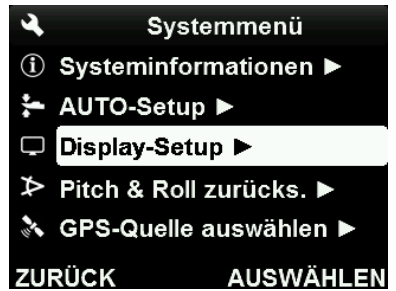 Systemmenü
Systeminformationen ▶
AUTO-Setup ▶
Display-Setup ▶
Pitch & Roll zurücks. ▶
GPS-Quelle auswählen ▶
ZURÜCK AUSWÄHLEN